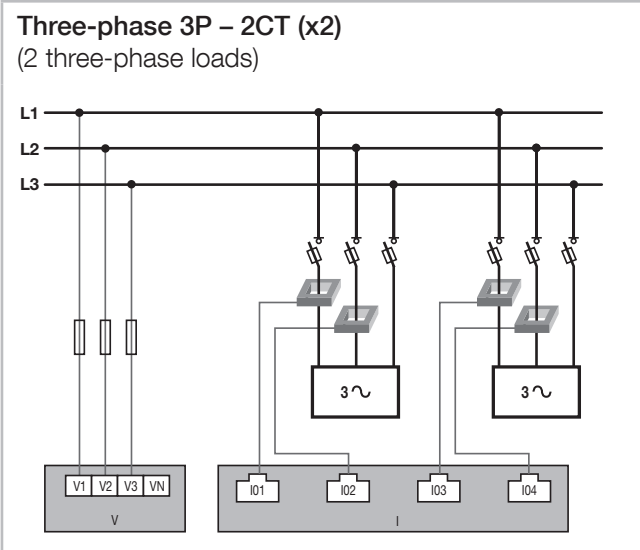 Three-phase 3P – 2CT (x2)
(2 three-phase loads)
L1
L2
L3
3
3
V1 V2 V3 VN
V
I01 I02 I03 I04
I